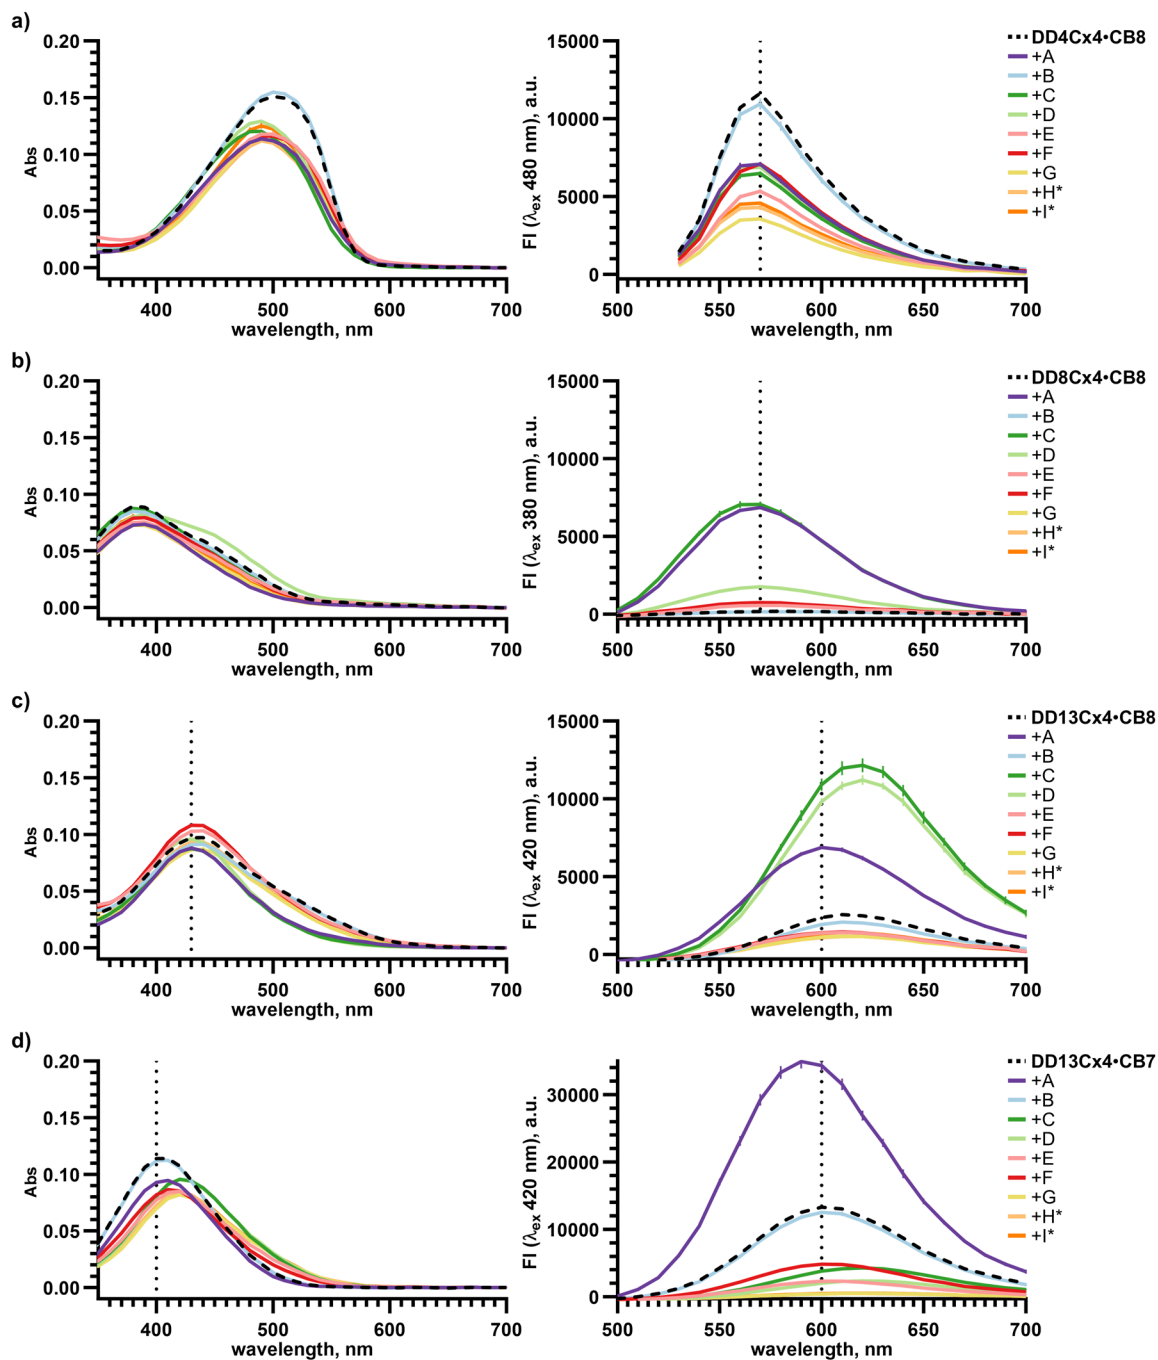 a)
0.20
0.15
0.10
0.05
0.00
Abs
400
500
600
700
wavelength, nm
15000
10000
5000
0
FI (λex 480 nm), a.u.
500
550
600
650
700
wavelength, nm
DD4Cx4•CB8
+A
+B
+C
+D
+E
+F
+G
+H*
+I*
b)
0.20
0.15
0.10
0.05
0.00
Abs
400
500
600
700
wavelength, nm
15000
10000
5000
0
FI (λex 380 nm), a.u.
500
550
600
650
700
wavelength, nm
DD8Cx4•CB8
+A
+B
+C
+D
+E
+F
+G
+H*
+I*
c)
0.20
0.15
0.10
0.05
0.00
Abs
400
500
600
700
wavelength, nm
15000
10000
5000
0
FI (λex 420 nm), a.u.
500
550
600
650
700
wavelength, nm
DD13Cx4•CB8
+A
+B
+C
+D
+E
+F
+G
+H*
+I*
d)
0.20
0.15
0.10
0.05
0.00
Abs
400
500
600
700
wavelength, nm
30000
20000
10000
0
FI (λex 420 nm), a.u.
500
550
600
650
700
wavelength, nm
DD13Cx4•CB7
+A
+B
+C
+D
+E
+F
+G
+H*
+I*